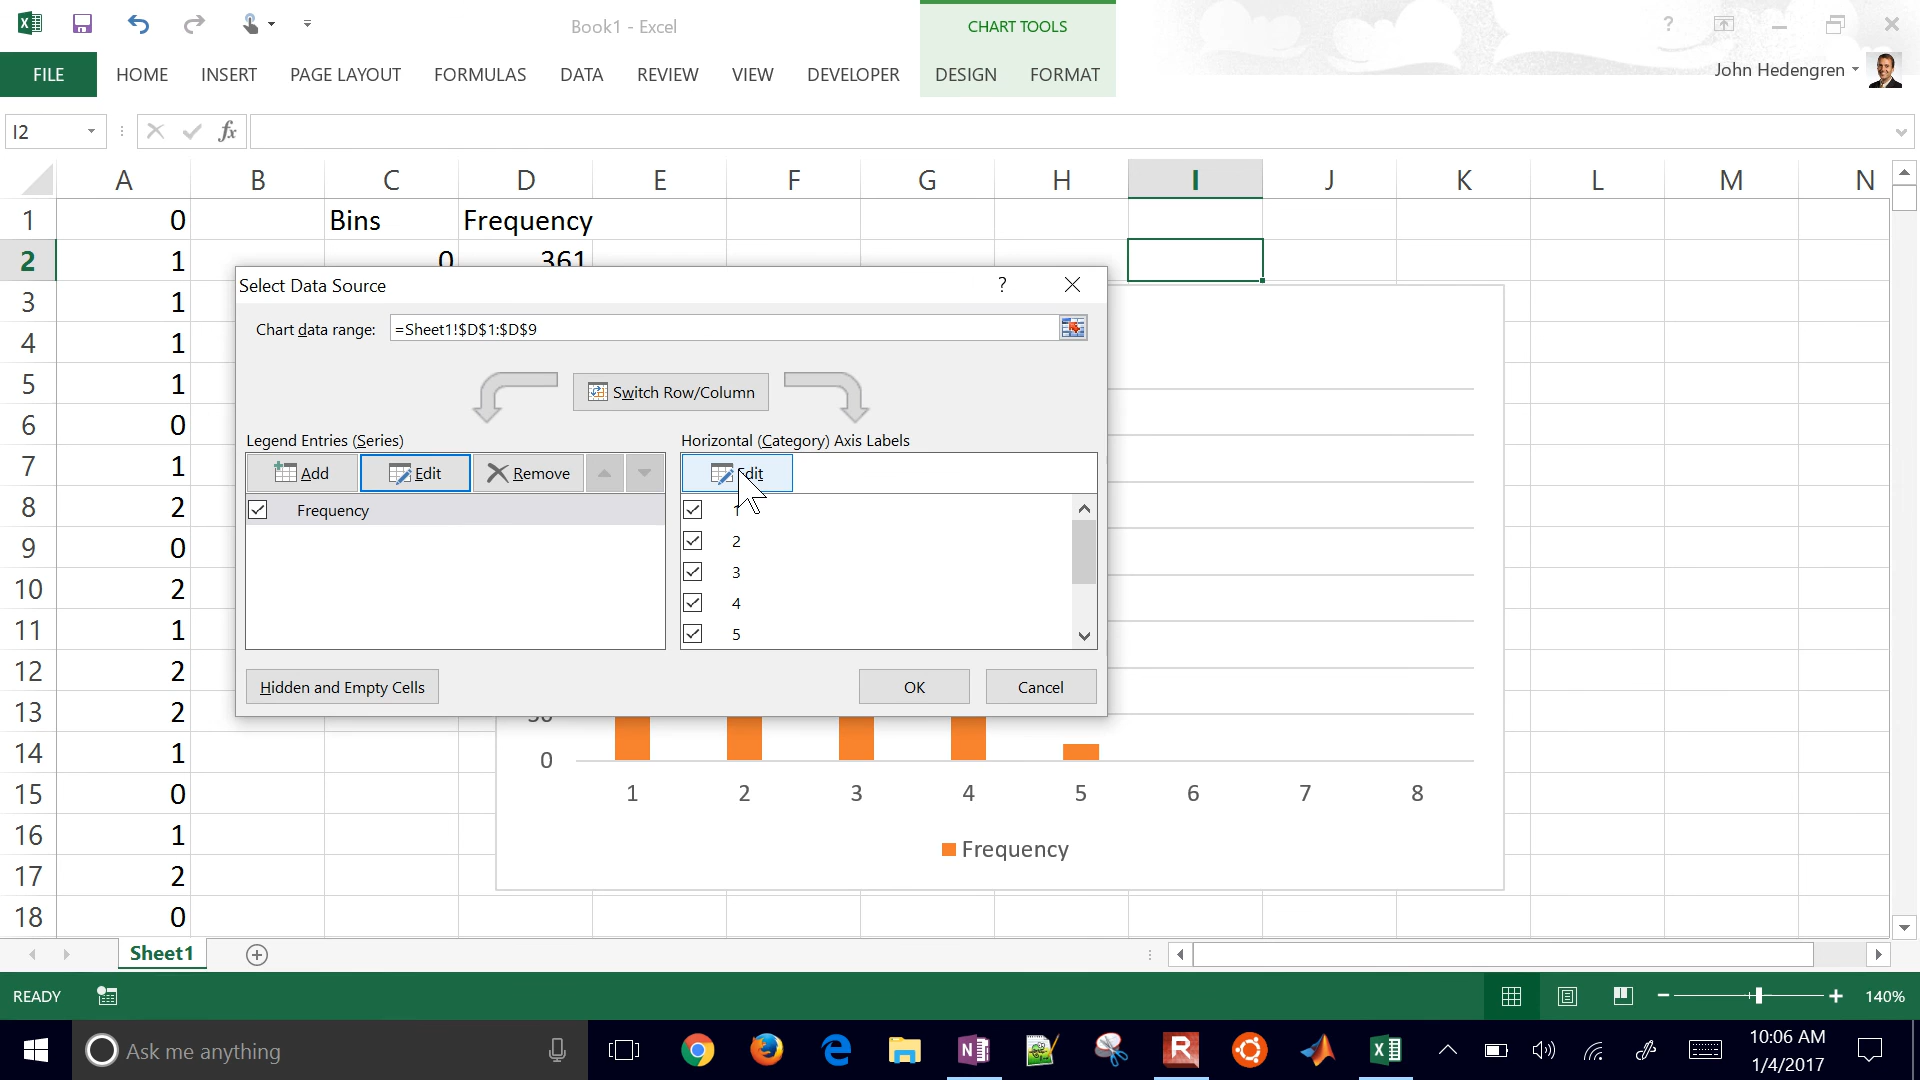 Book1 - Excel
CHART TOOLS
?
FILE
HOME
INSERT
PAGE LAYOUT
FORMULAS
DATA
REVIEW
VIEW
DEVELOPER
DESIGN
FORMAT
John Hedengren
I2
fx
A B C D E F G H I J K L M N
1 0 Bins Frequency
2 1 0 361
3 1
4 1
5 1
6 0
7 1
8 2
9 0
10 2
11 1
12 2
13 2
14 1
15 0
16 1
17 2
18 0
Select Data Source
?
Chart data range: =Sheet1!$D$1:$D$9
Switch Row/Column
Legend Entries (Series)
Add
Edit
Remove
Frequency
Horizontal (Category) Axis Labels
Edit
1
2
3
4
5
Hidden and Empty Cells
OK
Cancel
0
1 2 3 4 5 6 7 8
Frequency
Sheet1
READY
140%
Ask me anything
10:06 AM
1/4/2017